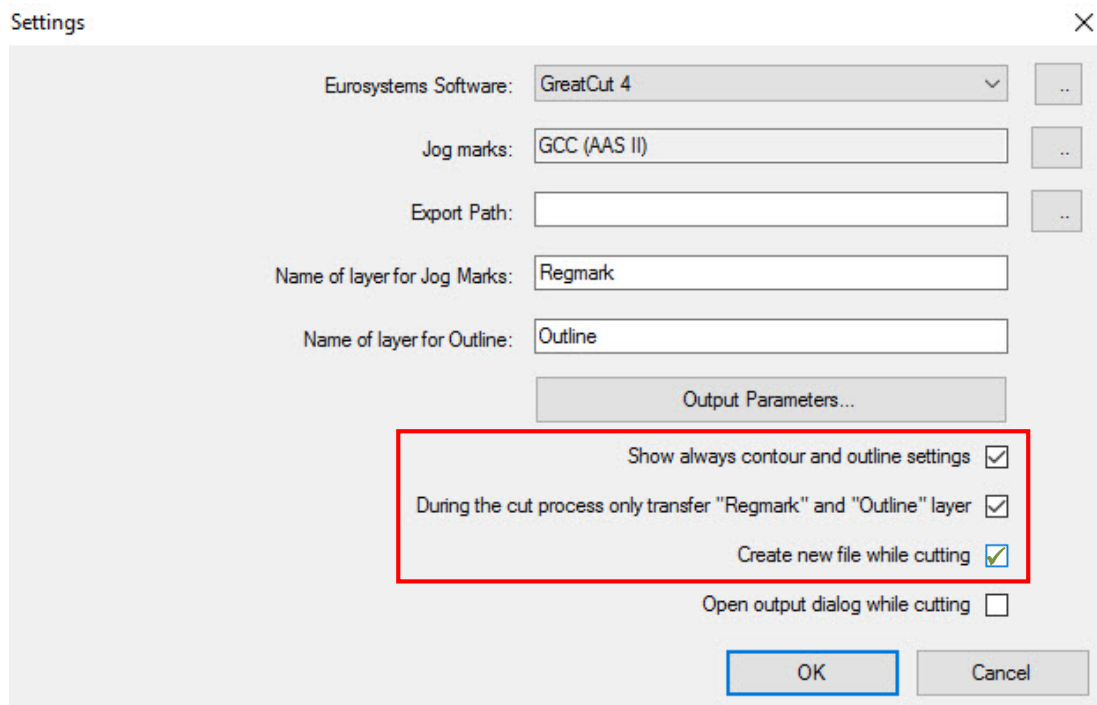 Settings
Eurosystems Software: GreatCut 4 ..
Jog marks: GCC (AAS II) ..
Export Path: ..
Name of layer for Jog Marks: Regmark
Name of layer for Outline: Outline
Output Parameters...
Show always contour and outline settings
During the cut process only transfer "Regmark" and "Outline" layer
Create new file while cutting
Open output dialog while cutting
OK Cancel